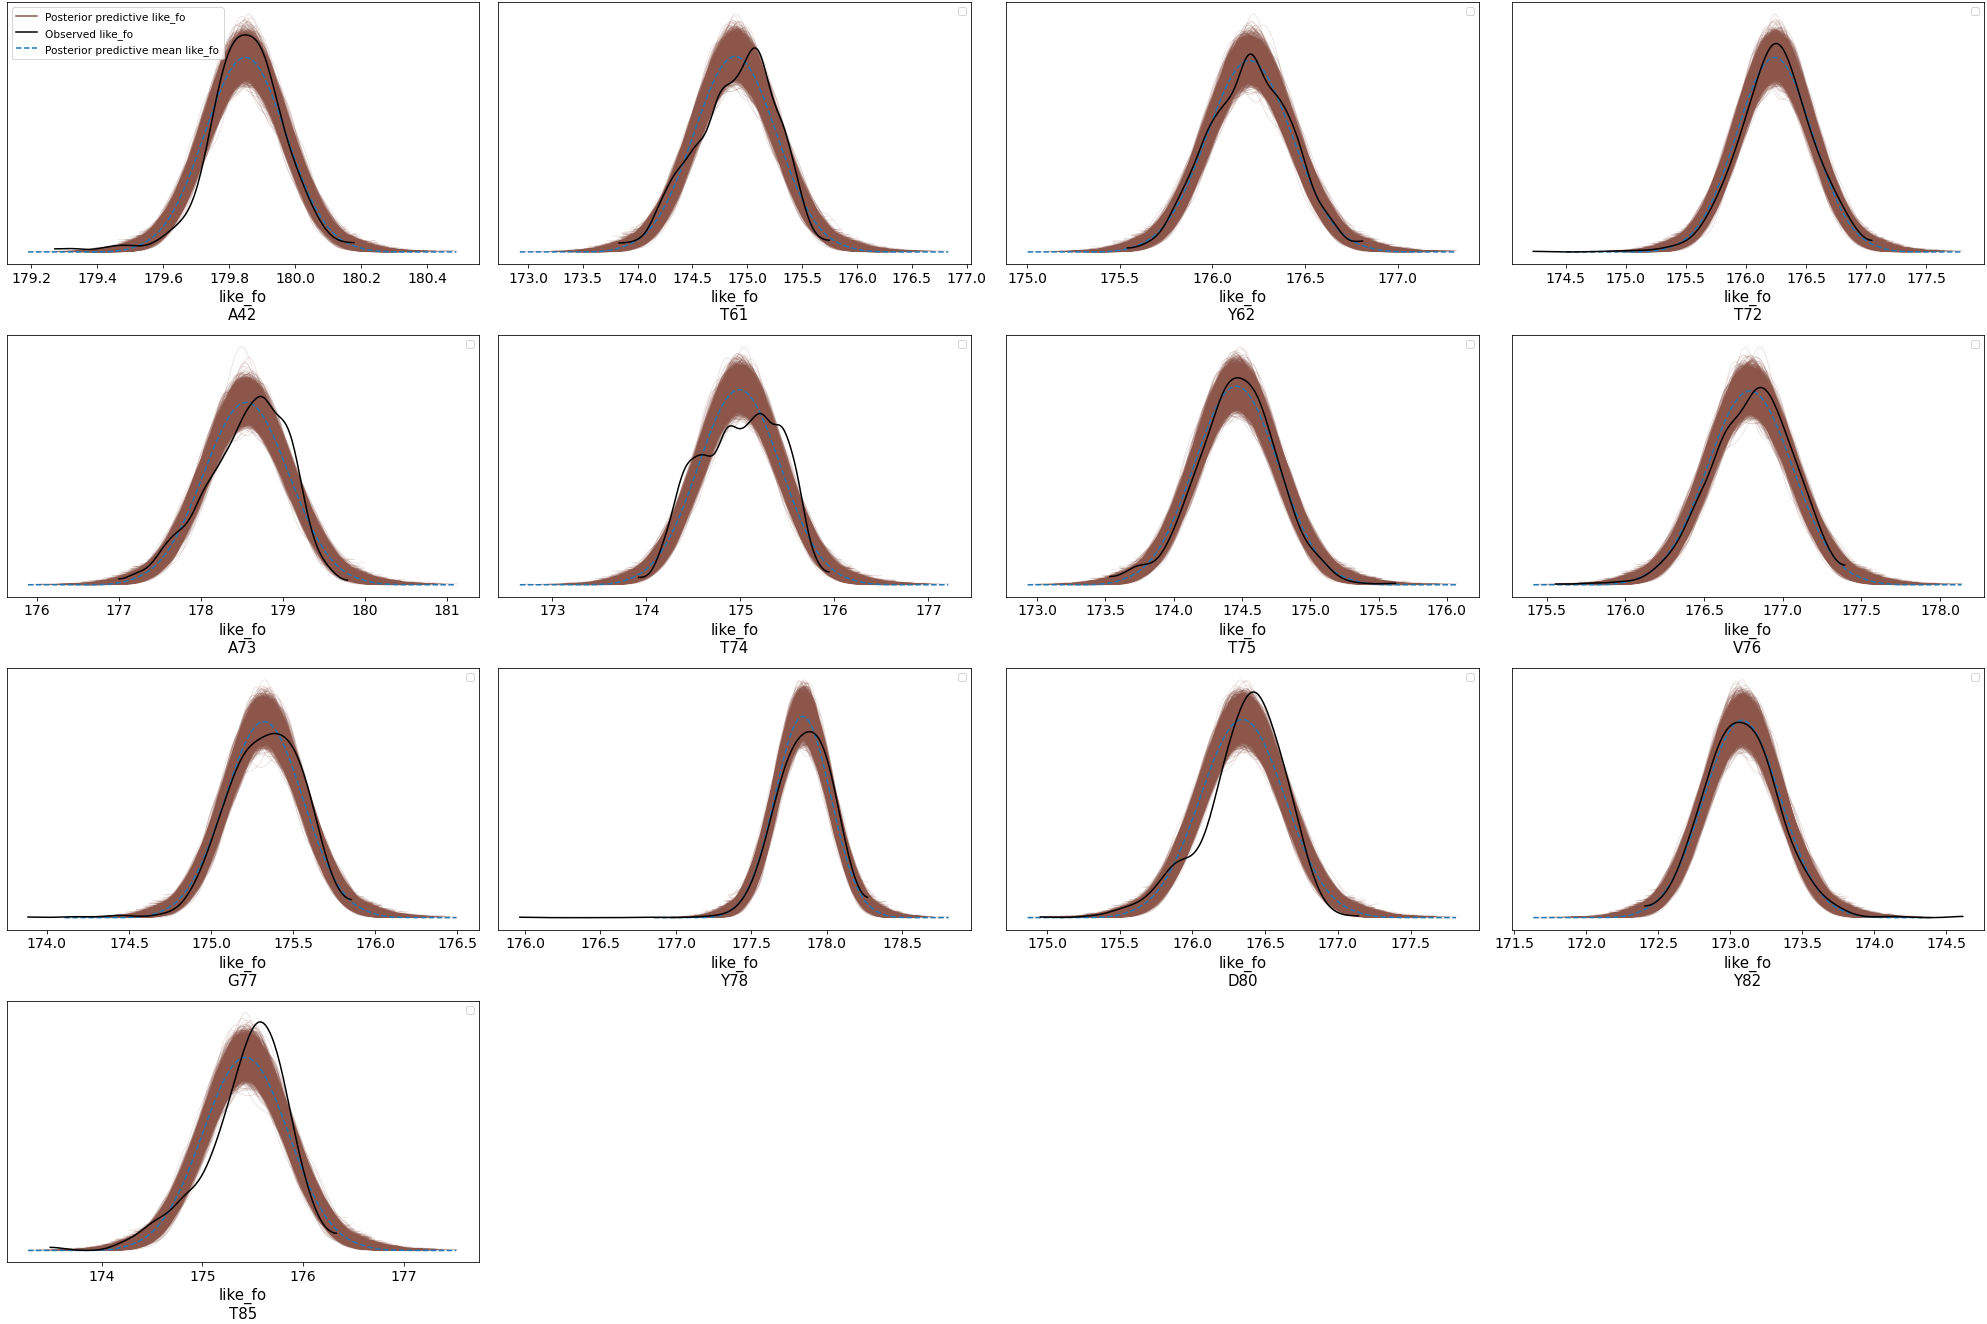 Posterior predictive like_fo
Observed like_fo
Posterior predictive mean like_fo
179.2 179.4 179.6 179.8 180.0 180.2 180.4
like_fo
A42
173.0 173.5 174.0 174.5 175.0 175.5 176.0 176.5 177.0
like_fo
T61
175.0 175.5 176.0 176.5 177.0
like_fo
Y62
174.5 175.0 175.5 176.0 176.5 177.0 177.5
like_fo
T72
176 177 178 179 180 181
like_fo
A73
173 174 175 176 177
like_fo
T74
173.0 173.5 174.0 174.5 175.0 175.5 176.0
like_fo
T75
175.5 176.0 176.5 177.0 177.5 178.0
like_fo
V76
174.0 174.5 175.0 175.5 176.0 176.5
like_fo
G77
176.0 176.5 177.0 177.5 178.0 178.5
like_fo
Y78
175.0 175.5 176.0 176.5 177.0 177.5
like_fo
D80
171.5 172.0 172.5 173.0 173.5 174.0 174.5
like_fo
Y82
174 175 176 177
like_fo
T85